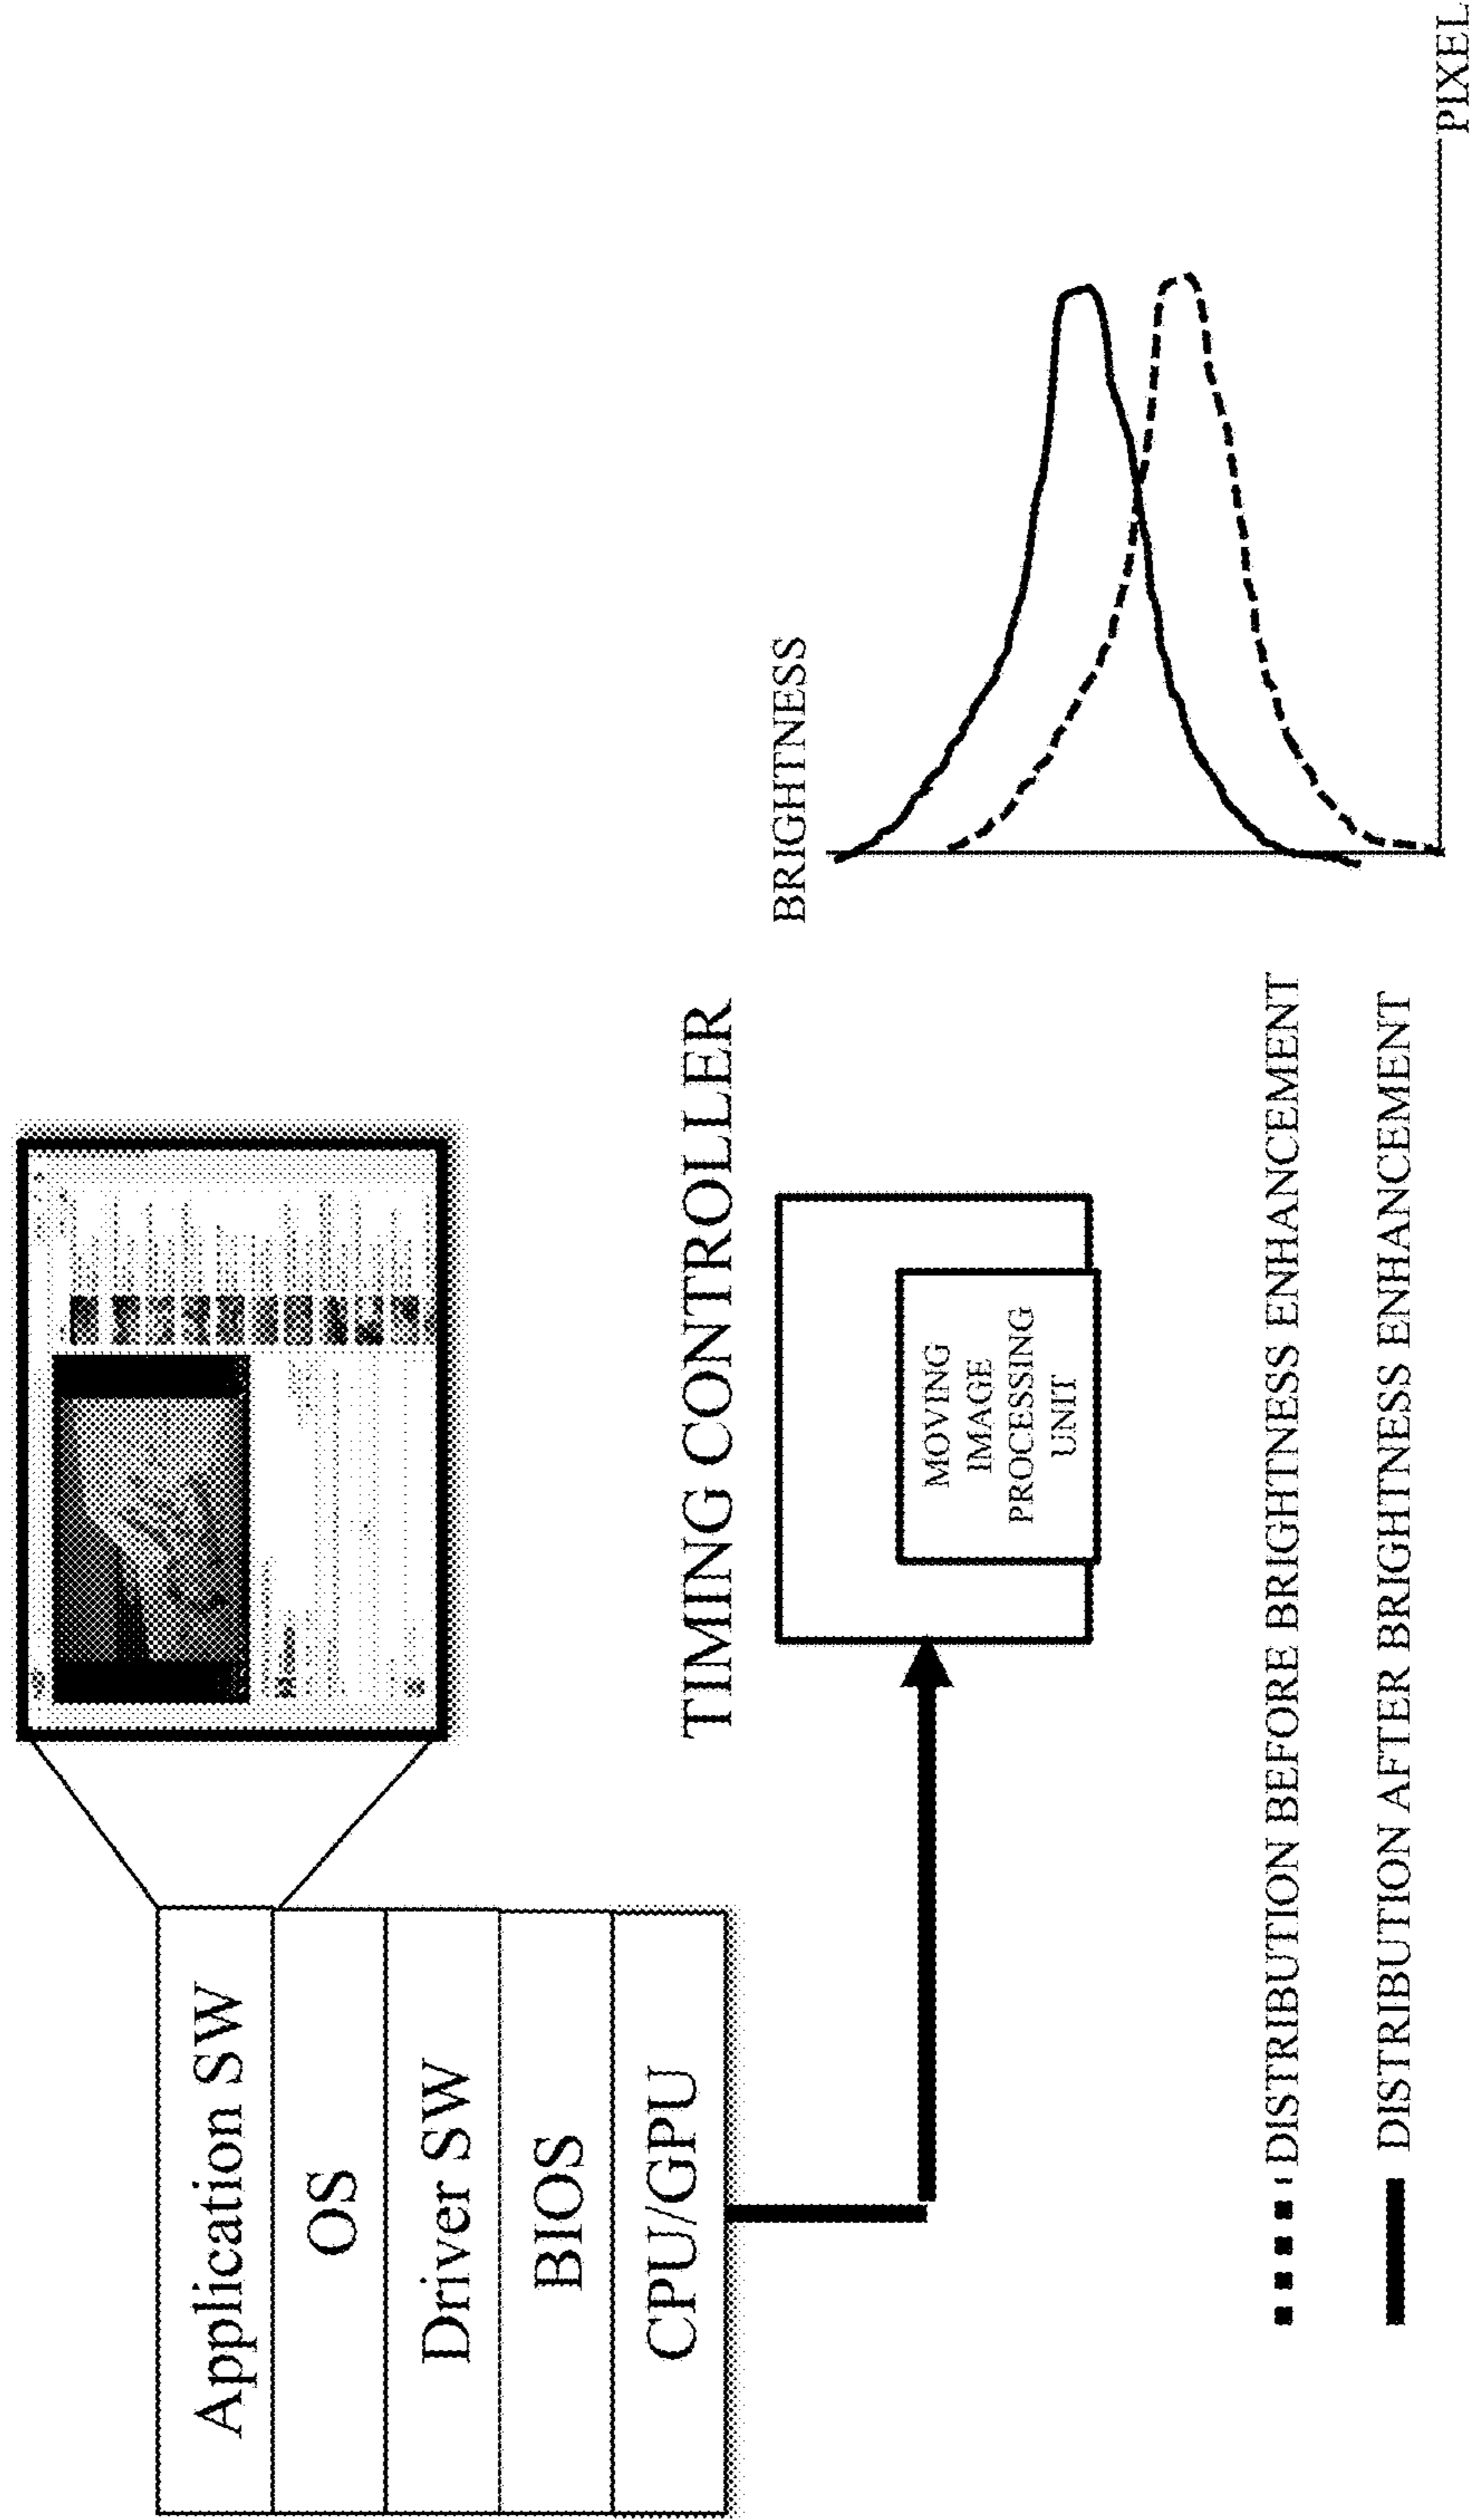 Application SW
OS
Driver SW
BIOS
CPU/GPU
TIMING CONTROLLER
MOVING
IMAGE
PROCESSING
UNIT
BRIGHTNESS
PIXEL
DISTRIBUTION BEFORE BRIGHTNESS ENHANCEMENT
DISTRIBUTION AFTER BRIGHTNESS ENHANCEMENT